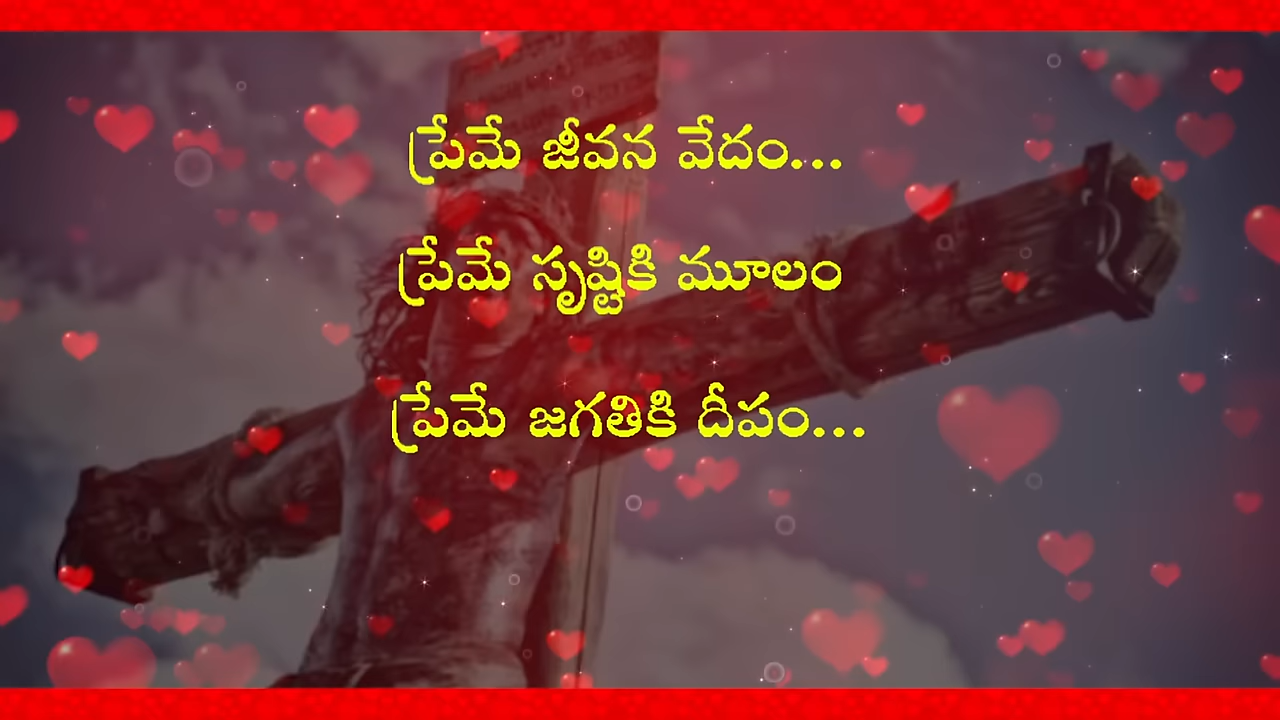 ప్రేమే జీవన వేదం...
ప్రేమే సృష్టికి మూలం
ప్రేమే జగతికి దీపం...